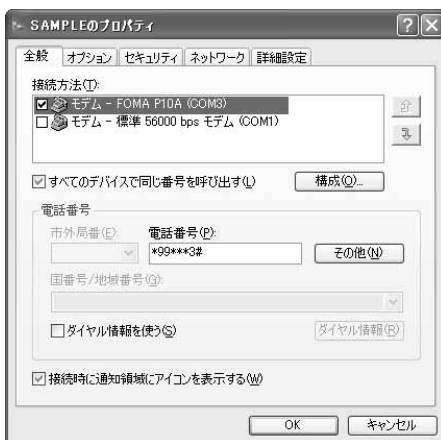 SAMPLEのプロパティ
全般 オプション セキュリティ ネットワーク 詳細設定
接続方法(T):
モデム - FOMA P10A (COM3)
モデム - 標準 56000 bps モデム (COM1)
すべてのデバイスで同じ番号を呼び出す(L) 構成(O)...
電話番号
市外局番(E): 電話番号(P):
*99***3# その他(N)
国番号/地域番号(G):
ダイヤル情報を使う(S) ダイヤル情報(R)
接続時に通知領域にアイコンを表示する(W)
OK キャンセル